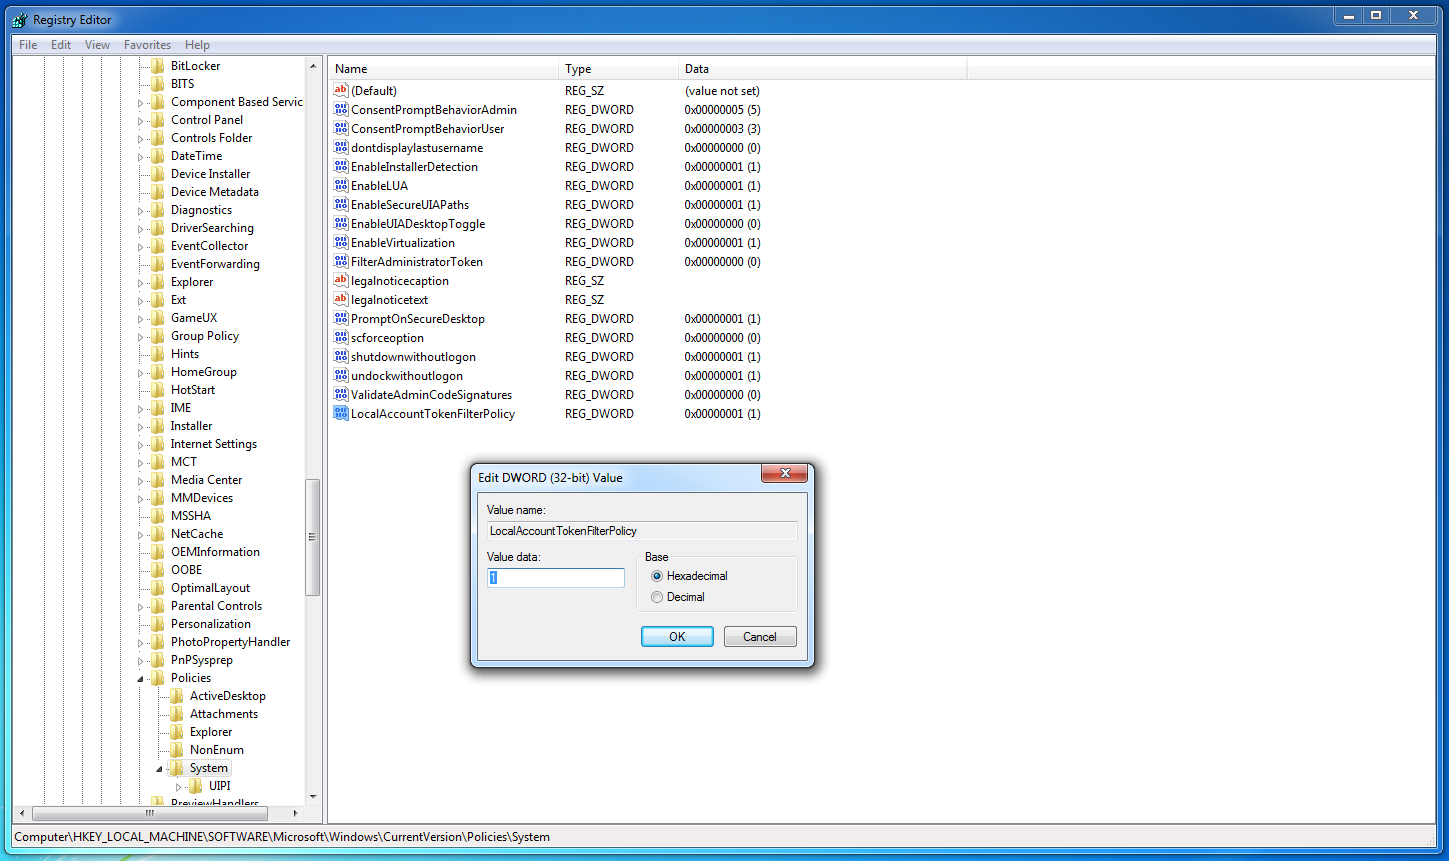 Registry Editor
File Edit View Favorites Help
BitLocker
BITS
Component Based Servic
Control Panel
Controls Folder
DateTime
Device Installer
Device Metadata
Diagnostics
DriverSearching
EventCollector
EventForwarding
Explorer
Ext
GameUX
Group Policy
Hints
HomeGroup
HotStart
IME
Installer
Internet Settings
MCT
Media Center
MMDevices
MSSHA
NetCache
OEMInformation
OOBE
OptimalLayout
Parental Controls
Personalization
PhotoPropertyHandler
PnPSysprep
Policies
ActiveDesktop
Attachments
Explorer
NonEnum
System
UIPI
PreviewHandlers
Name Type Data
(Default) REG_SZ (value not set)
ConsentPromptBehaviorAdmin REG_DWORD 0x00000005 (5)
ConsentPromptBehaviorUser REG_DWORD 0x00000003 (3)
dontdisplaylastusername REG_DWORD 0x00000000 (0)
EnableInstallerDetection REG_DWORD 0x00000001 (1)
EnableLUA REG_DWORD 0x00000001 (1)
EnableSecureUIAPaths REG_DWORD 0x00000001 (1)
EnableUIADesktopToggle REG_DWORD 0x00000000 (0)
EnableVirtualization REG_DWORD 0x00000001 (1)
FilterAdministratorToken REG_DWORD 0x00000000 (0)
legalnoticecaption REG_SZ
legalnoticetext REG_SZ
PromptOnSecureDesktop REG_DWORD 0x00000001 (1)
scforceoption REG_DWORD 0x00000000 (0)
shutdownwithoutlogon REG_DWORD 0x00000001 (1)
undockwithoutlogon REG_DWORD 0x00000001 (1)
ValidateAdminCodeSignatures REG_DWORD 0x00000000 (0)
LocalAccountTokenFilterPolicy REG_DWORD 0x00000001 (1)
Edit DWORD (32-bit) Value
Value name:
LocalAccountTokenFilterPolicy
Value data: Base
1 Hexadecimal
Decimal
OK Cancel
Computer\HKEY_LOCAL_MACHINE\SOFTWARE\Microsoft\Windows\CurrentVersion\Policies\System